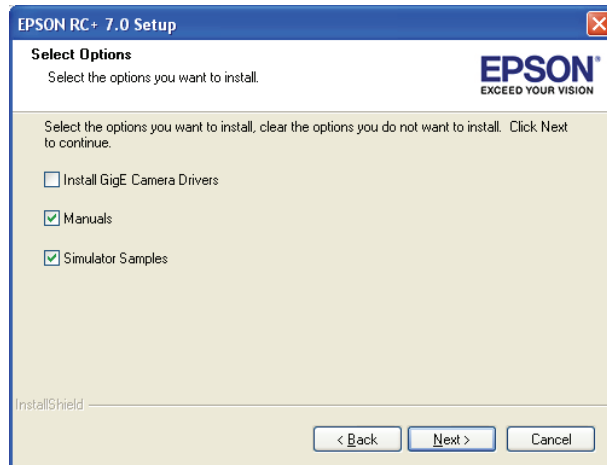 EPSON RC+ 7.0 Setup
Select Options
Select the options you want to install.
EPSON®
EXCEED YOUR VISION
Select the options you want to install, clear the options you do not want to install. Click Next
to continue.
Install GigE Camera Drivers
Manuals
Simulator Samples
InstallShield
< Back Next > Cancel